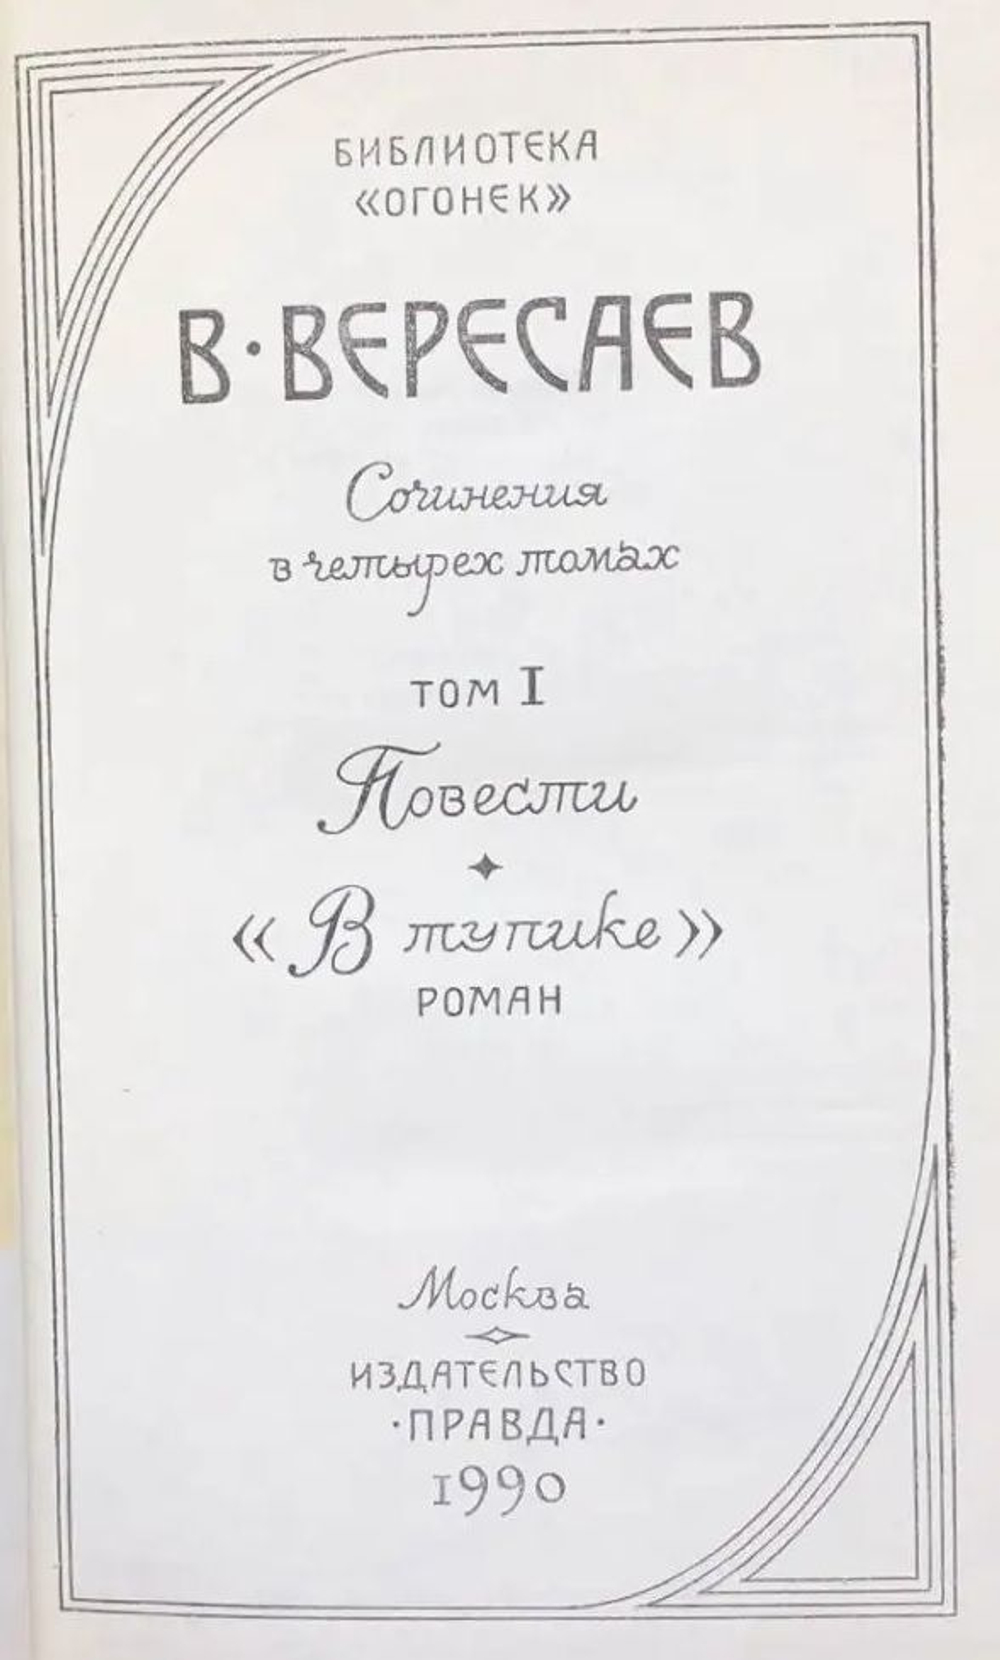 БИБЛИОТЕКА
«ОГОНЕК»
В·ВЕРЕСАЕВ
Сочинения
в четырех томах
ТОМ I
Повести
«В тупике»
РОМАН
Москва
ИЗДАТЕЛЬСТВО
·ПРАВДА·
1990